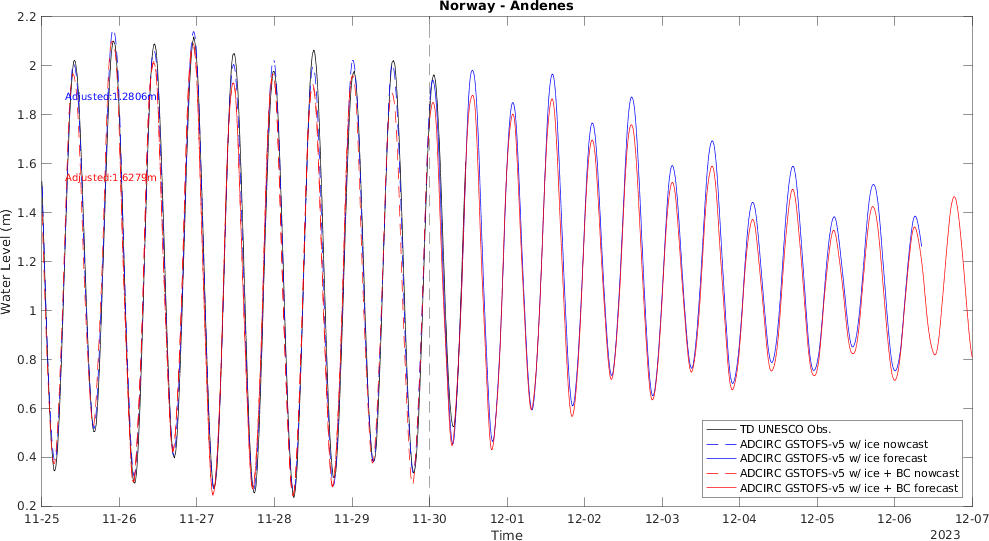 Norway - Andenes
2.2
2
1.8
1.6
1.4
1.2
1
0.8
0.6
0.4
0.2
Water Level (m)
Adjusted:1.2806m
Adjusted:1.6279m
TD UNESCO Obs.
ADCIRC GSTOFS-v5 w/ ice nowcast
ADCIRC GSTOFS-v5 w/ ice forecast
ADCIRC GSTOFS-v5 w/ ice + BC nowcast
ADCIRC GSTOFS-v5 w/ ice + BC forecast
11-25 11-26 11-27 11-28 11-29 11-30 12-01 12-02 12-03 12-04 12-05 12-06 12-07
Time
2023